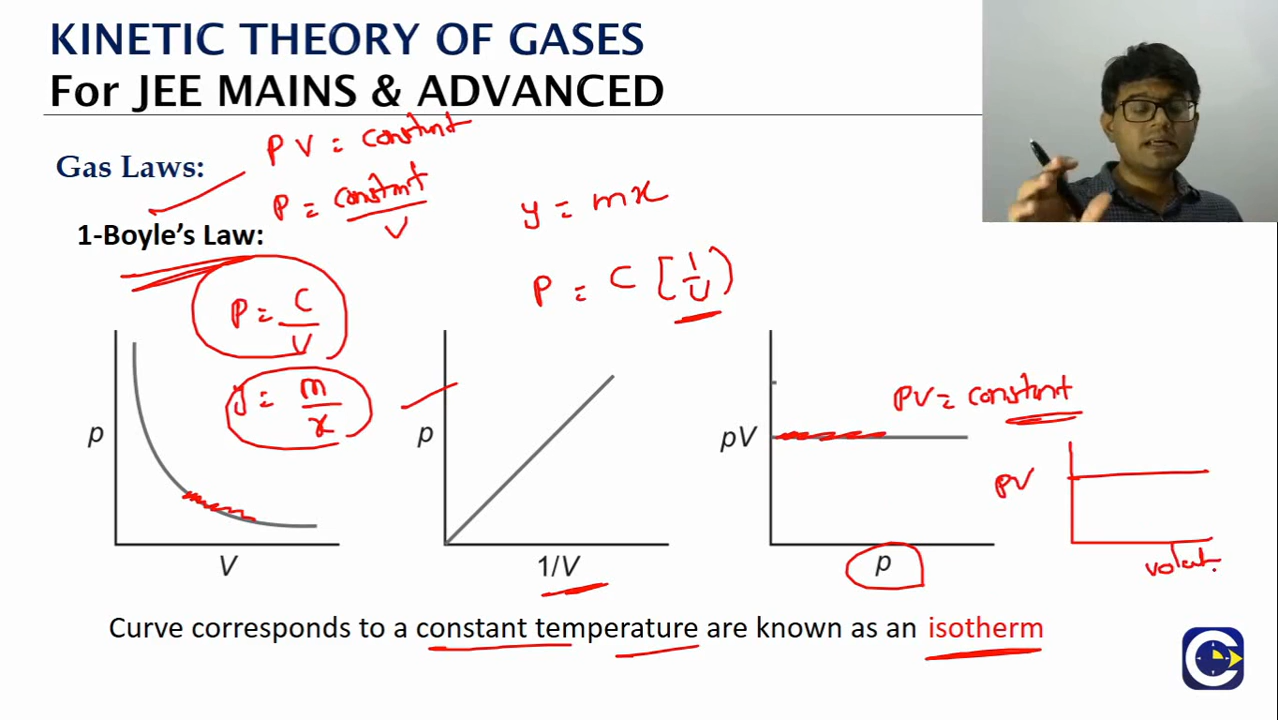 KINETIC THEORY OF GASES
For JEE MAINS & ADVANCED
PV = constant
Gas Laws:
P = constant / V
y = mx
1-Boyle's Law:
P = C [1/V]
P = C/V
y = m/x
PV = constant
p
p
pV
PV
V
1/V
p
Curve corresponds to a constant temperature are known as an isotherm